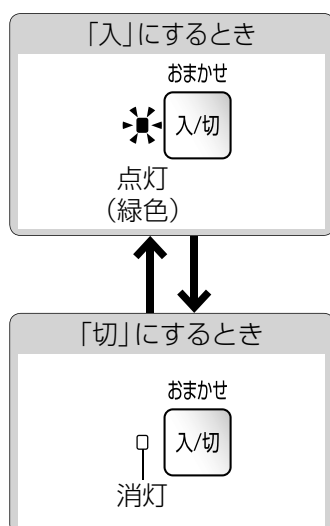 「入」にするとき
おまかせ
入/切
点灯
（緑色）
「切」にするとき
おまかせ
入/切
消灯